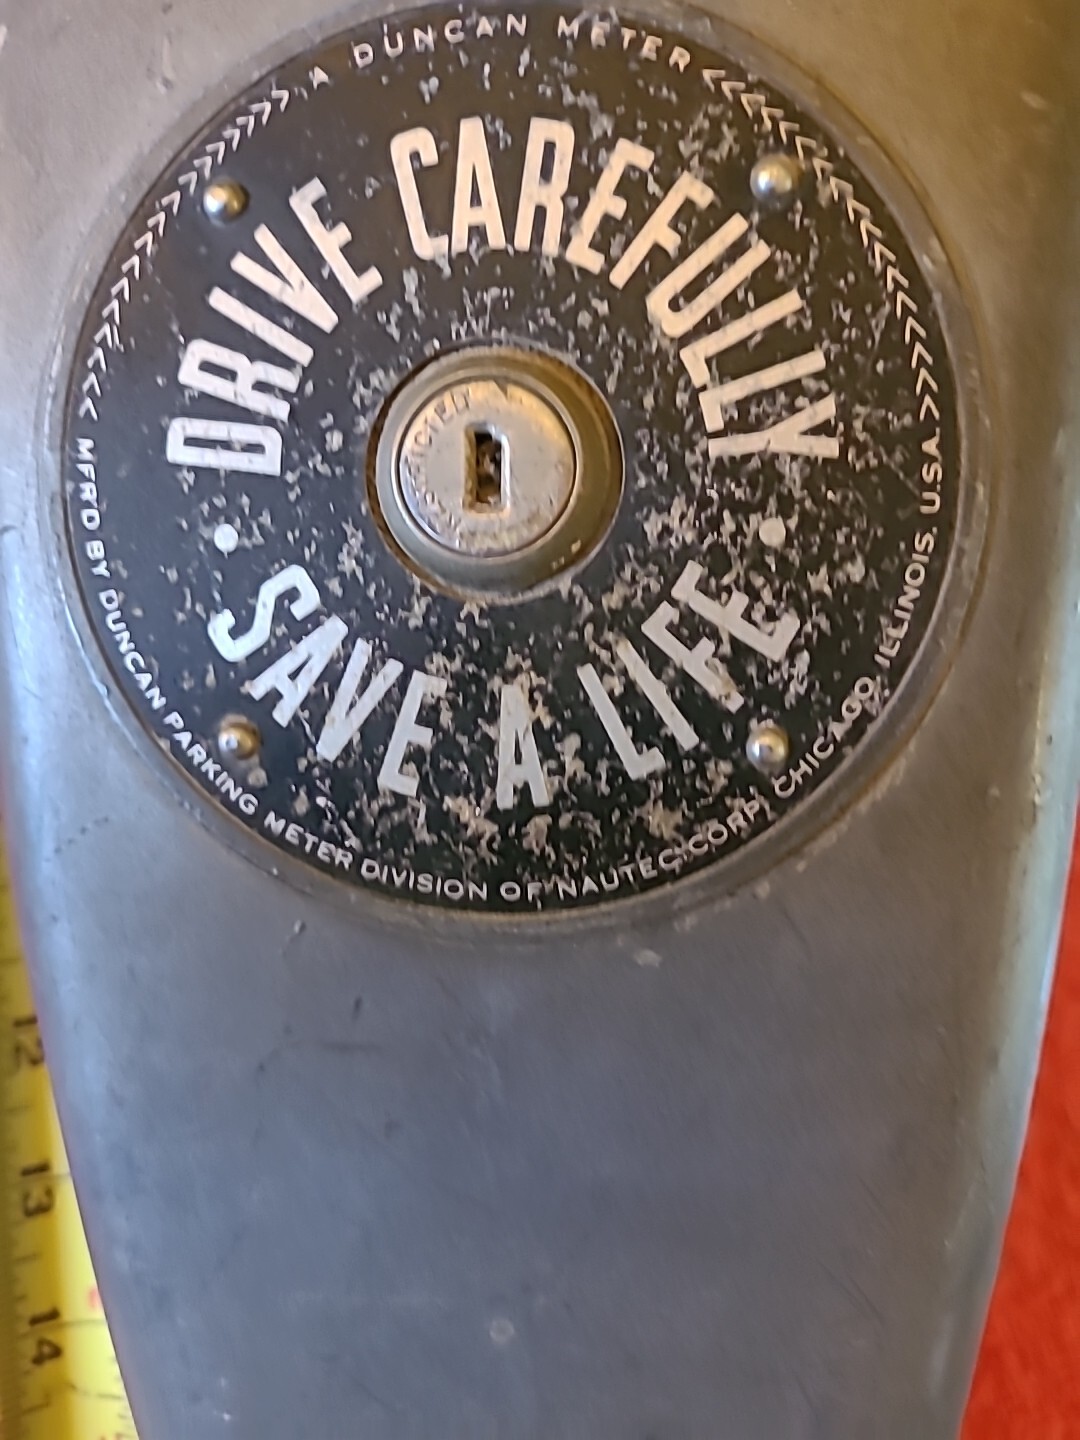 >>>>>>>>>>>>>>>>>>>> A DUNCAN METER <<<<<<<<<<<<<<<<<<<<
DRIVE CAREFULLY
• SAVE A LIFE •
MFRD BY DUNCAN PARKING METER DIVISION OF NAUTEC CORP. CHICAGO, ILLINOIS, U.S.A.
12
13
14